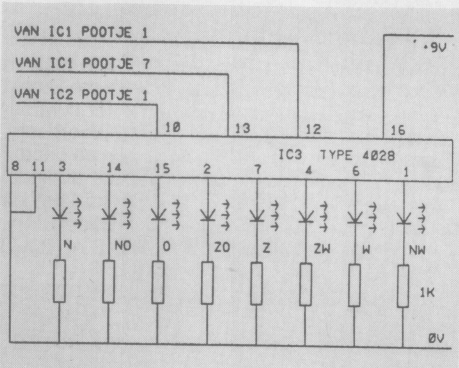 VAN IC1 POOTJE 1
+9V
VAN IC1 POOTJE 7
VAN IC2 POOTJE 1
10 13 12 16
IC3 TYPE 4028
8 11 3 14 15 2 7 4 6 1
N NO O ZO Z ZW W NW
1K
0V